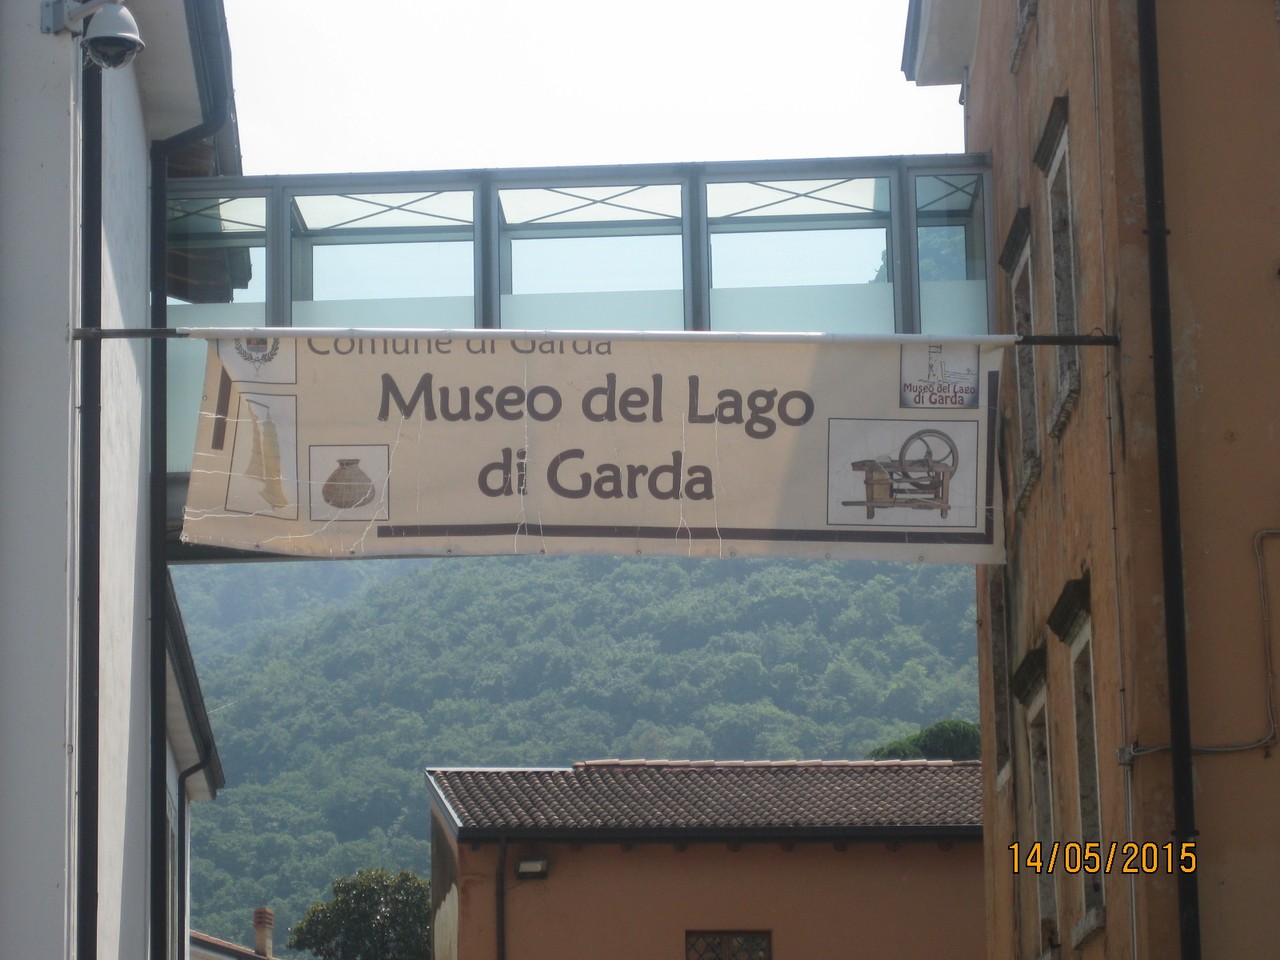 Comune di Garda
Museo del Lago
di Garda
Museo del Lago
di Garda
14/05/2015